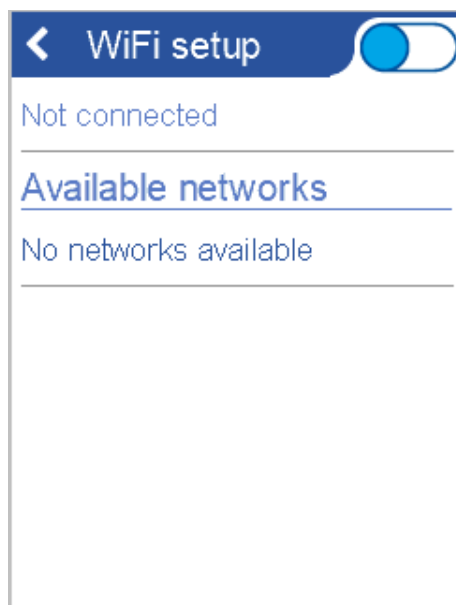 WiFi setup
Not connected
Available networks
No networks available